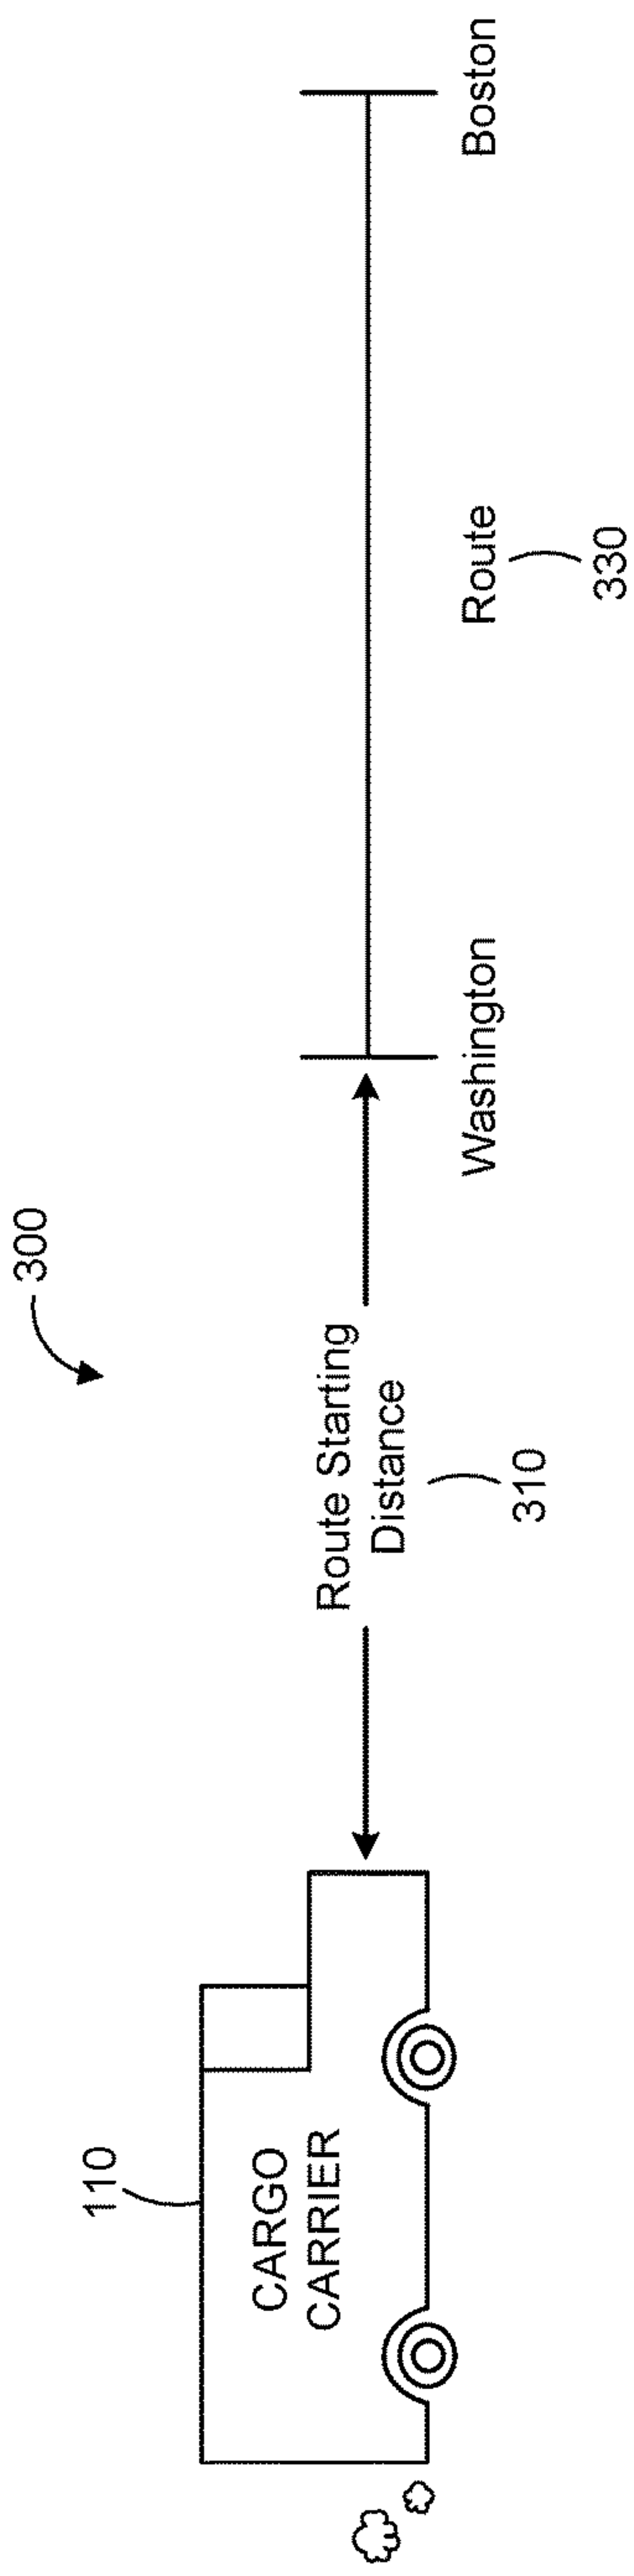 300
110
CARGO
CARRIER
Route Starting
Distance
310
Washington
Route
330
Boston